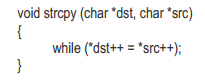 void strcpy (char *dst, char *src)
{
while (*dst++ = *src++);
}